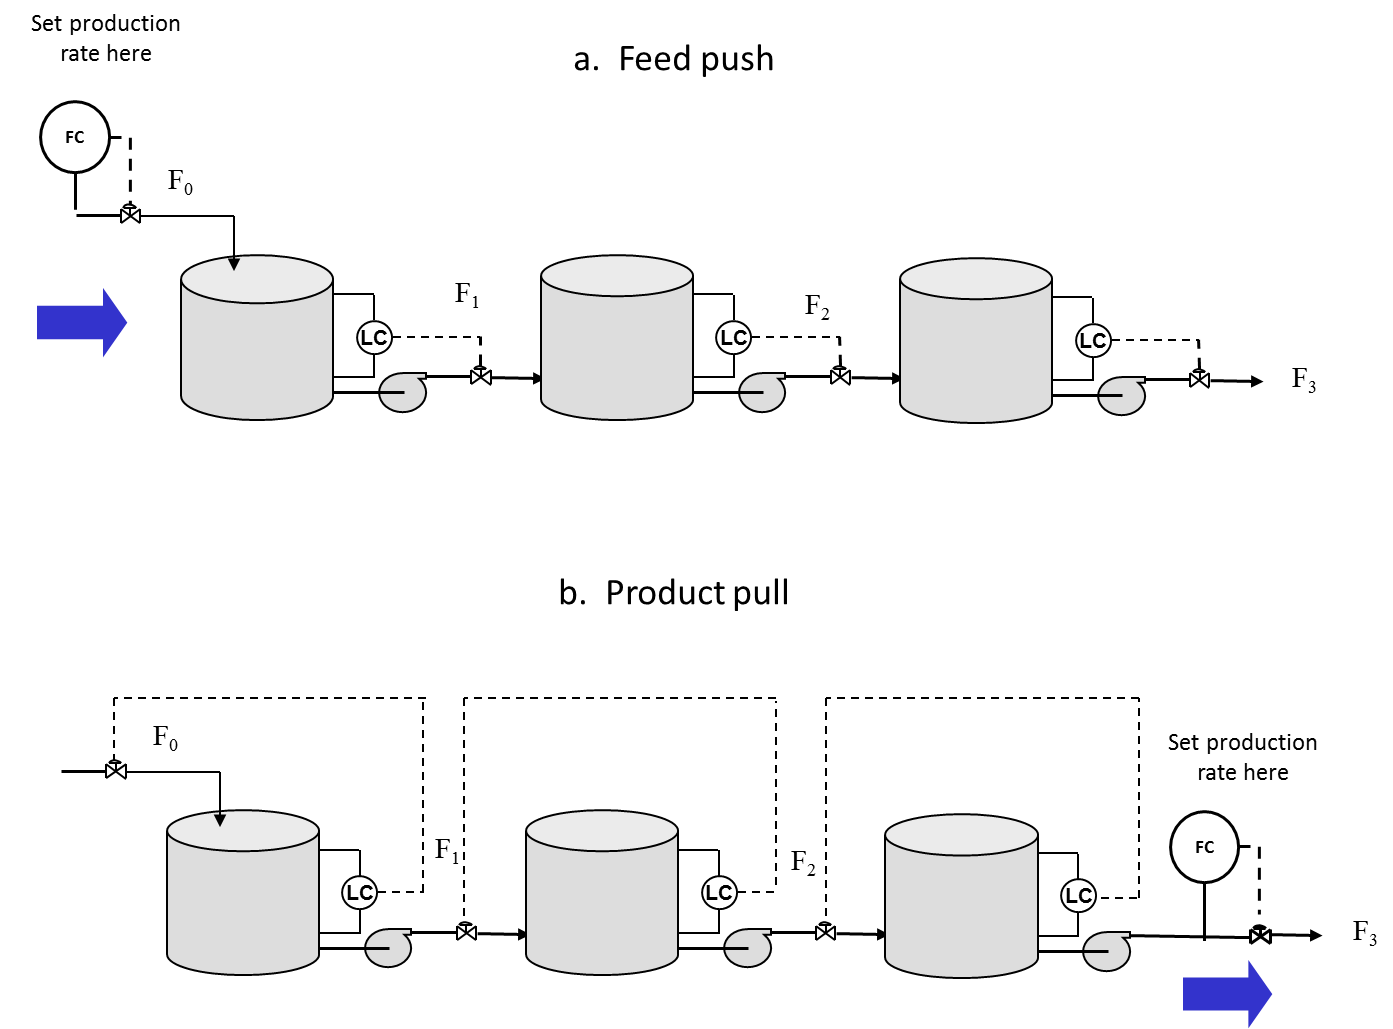 Set production
rate here
a. Feed push
FC
F0
F1
F2
LC
LC
LC
F3
b. Product pull
F0
Set production
rate here
F1
F2
FC
LC
LC
LC
F3